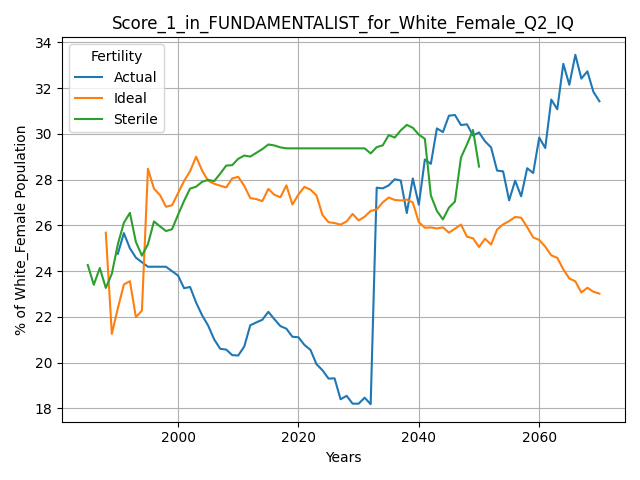 Score_1_in_FUNDAMENTALIST_for_White_Female_Q2_IQ
Fertility
Actual
Ideal
Sterile
34
32
30
28
26
24
22
20
18
% of White_Female Population
2000
2020
2040
2060
Years